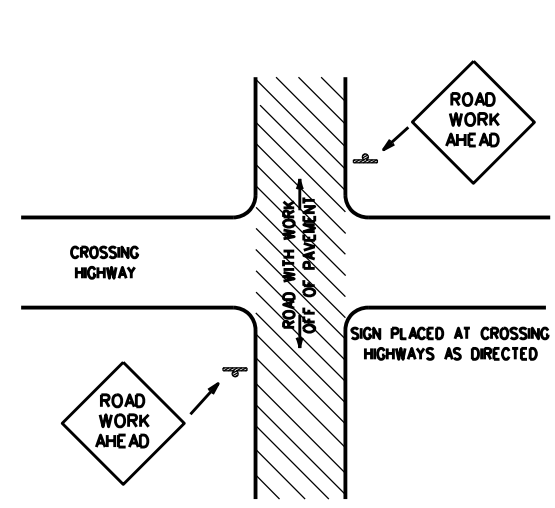 ROAD
WORK
AHEAD
CROSSING
HIGHWAY
ROAD WITH WORK
OFF OF PAVEMENT
SIGN PLACED AT CROSSING
HIGHWAYS AS DIRECTED
ROAD
WORK
AHEAD